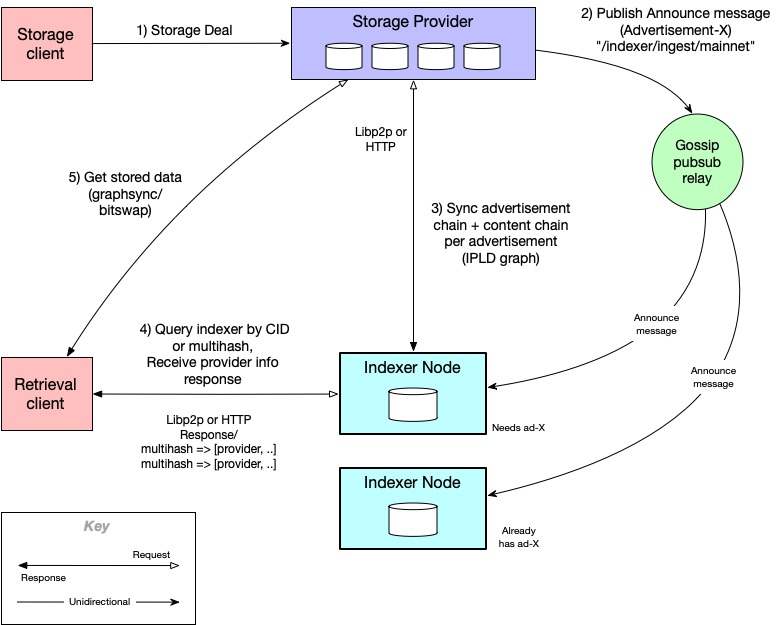 Storage
client
1) Storage Deal
Storage Provider
2) Publish Announce message
(Advertisement-X)
"/indexer/ingest/mainnet"
Gossip
pubsub
relay
Libp2p or
HTTP
5) Get stored data
(graphsync/
bitswap)
3) Sync advertisement
chain + content chain
per advertisement
(IPLD graph)
Announce
message
4) Query indexer by CID
or multihash,
Receive provider info
response
Retrieval
client
Indexer Node
Announce
message
Needs ad-X
Libp2p or HTTP
Response/
multihash => [provider, ..]
multihash => [provider, ..]
Indexer Node
Already
has ad-X
Key
Request
Response
Unidirectional